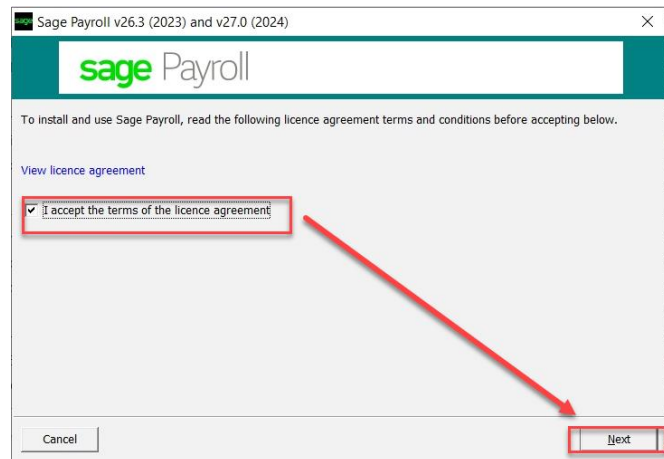 sage Sage Payroll v26.3 (2023) and v27.0 (2024)
sage Payroll
To install and use Sage Payroll, read the following licence agreement terms and conditions before accepting below.
View licence agreement
I accept the terms of the licence agreement
Cancel
Next